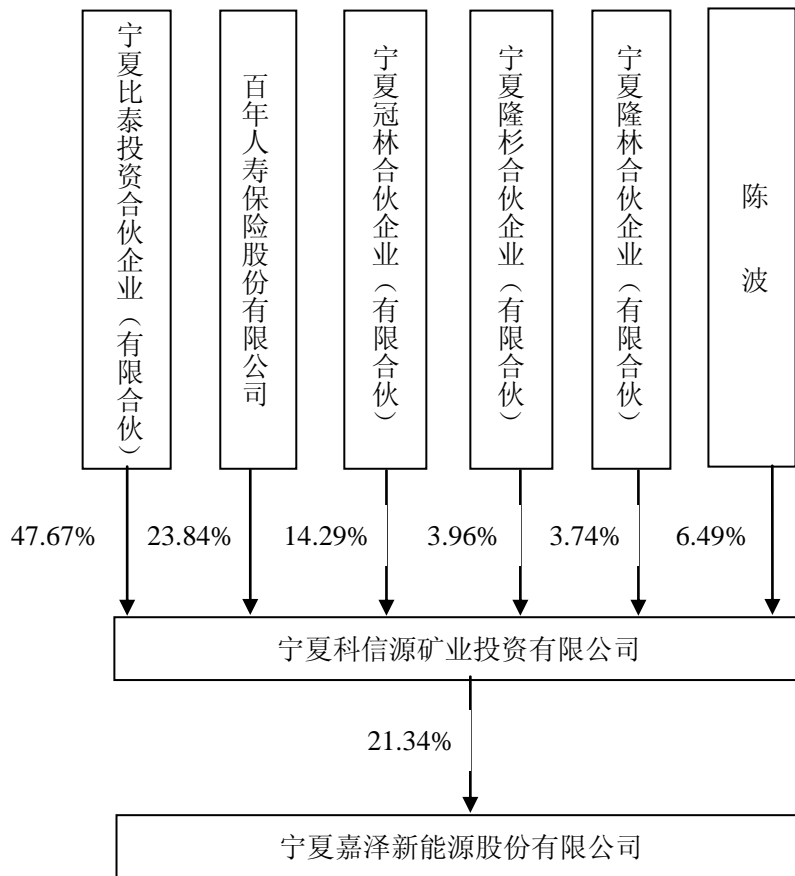 宁夏比泰投资合伙企业（有限合伙）
百年人寿保险股份有限公司
宁夏冠林合伙企业（有限合伙）
宁夏隆杉合伙企业（有限合伙）
宁夏隆林合伙企业（有限合伙）
陈波
47.67%
23.84%
14.29%
3.96%
3.74%
6.49%
宁夏科信源矿业投资有限公司
21.34%
宁夏嘉泽新能源股份有限公司